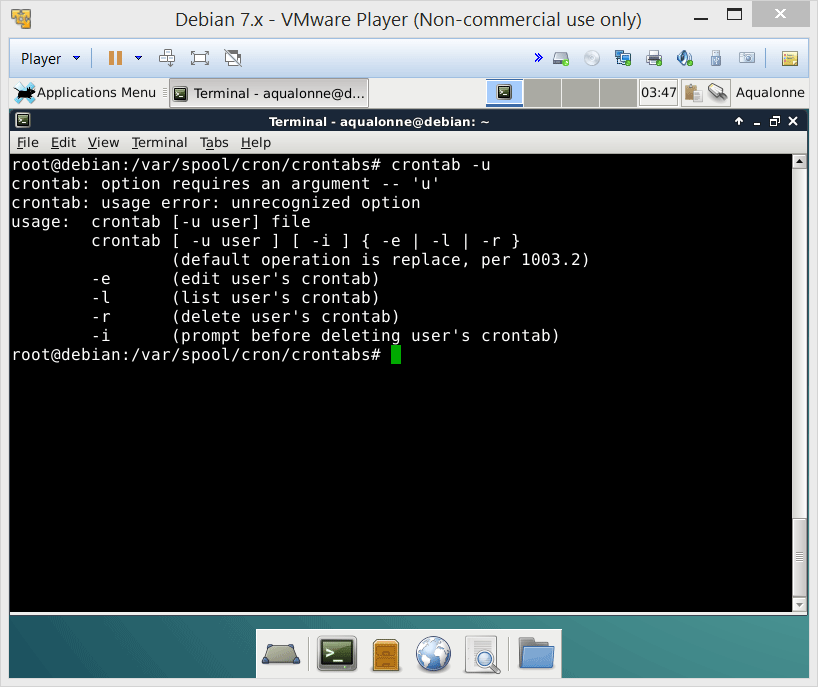 Debian 7.x - VMware Player (Non-commercial use only)
Player
Applications Menu
Terminal - aqualonne@d...
03:47
Aqualonne
Terminal - aqualonne@debian: ~
File Edit View Terminal Tabs Help
root@debian:/var/spool/cron/crontabs# crontab -u
crontab: option requires an argument -- 'u'
crontab: usage error: unrecognized option
usage:  crontab [-u user] file
        crontab [ -u user ] [ -i ] { -e | -l | -r }
                (default operation is replace, per 1003.2)
        -e      (edit user's crontab)
        -l      (list user's crontab)
        -r      (delete user's crontab)
        -i      (prompt before deleting user's crontab)
root@debian:/var/spool/cron/crontabs#